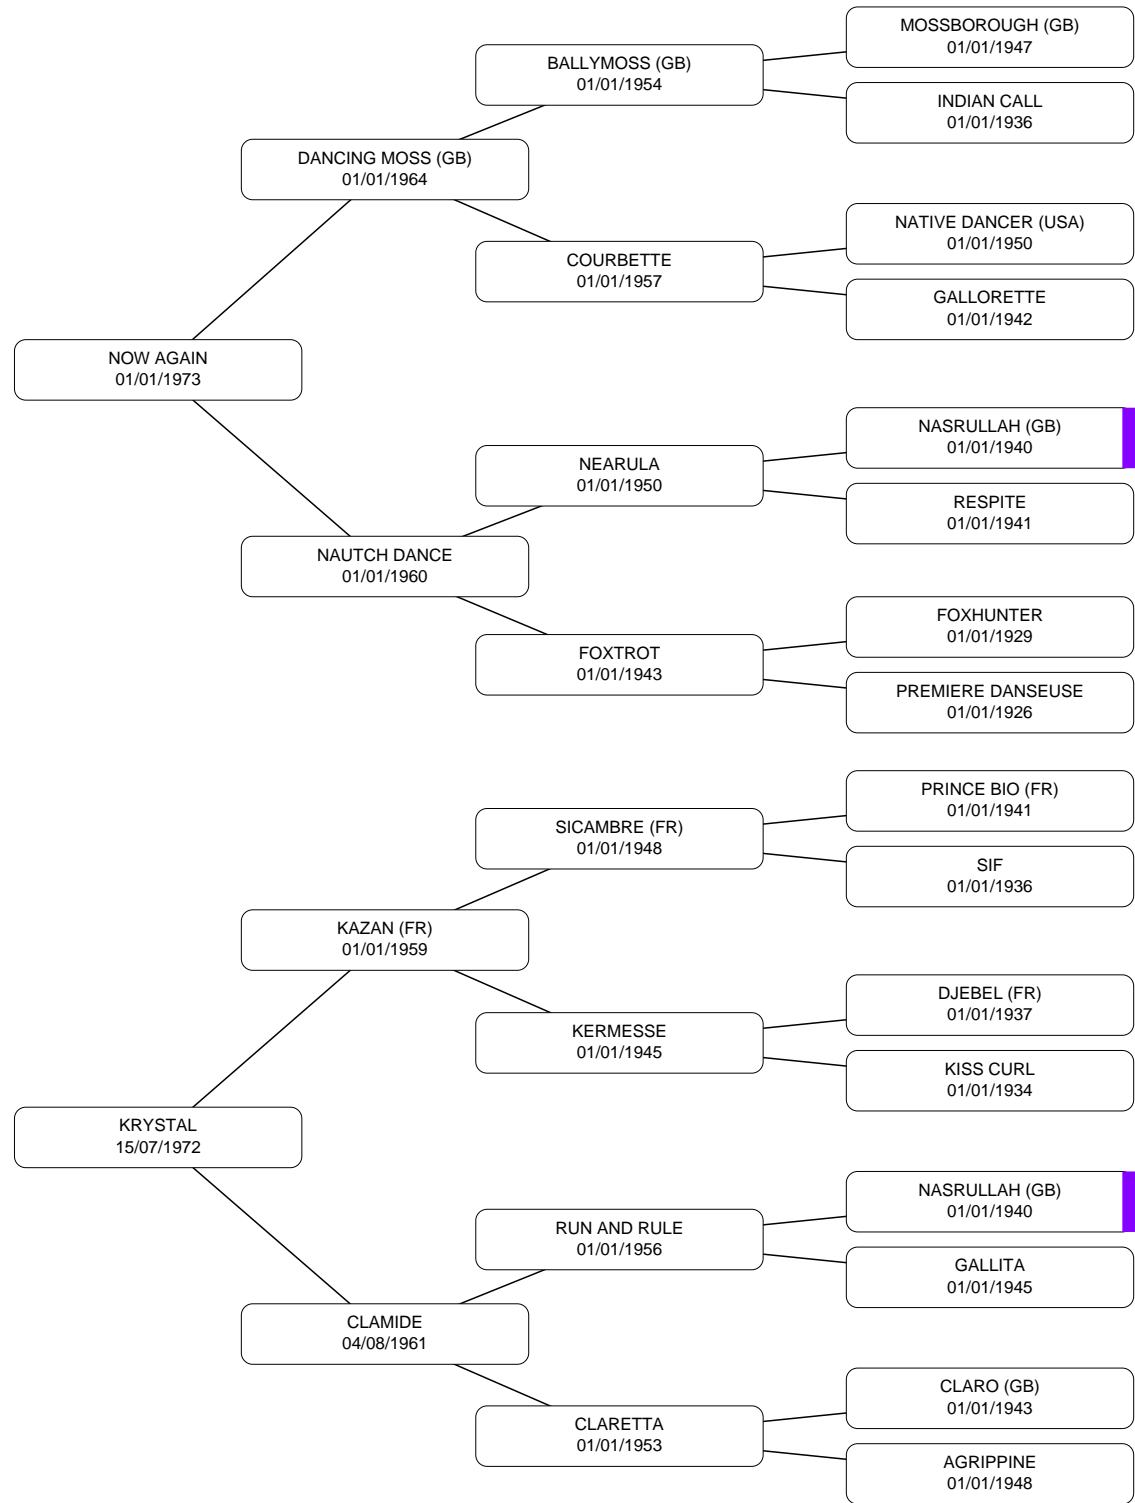 MOSSBOROUGH (GB)
01/01/1947
BALLYMOSS (GB)
01/01/1954
INDIAN CALL
01/01/1936
DANCING MOSS (GB)
01/01/1964
NATIVE DANCER (USA)
01/01/1950
COURBETTE
01/01/1957
GALLORETTE
01/01/1942
NOW AGAIN
01/01/1973
NASRULLAH (GB)
01/01/1940
NEARULA
01/01/1950
RESPITE
01/01/1941
NAUTCH DANCE
01/01/1960
FOXHUNTER
01/01/1929
FOXTROT
01/01/1943
PREMIERE DANSEUSE
01/01/1926
PRINCE BIO (FR)
01/01/1941
SICAMBRE (FR)
01/01/1948
SIF
01/01/1936
KAZAN (FR)
01/01/1959
DJEBEL (FR)
01/01/1937
KERMESSE
01/01/1945
KISS CURL
01/01/1934
KRYSTAL
15/07/1972
NASRULLAH (GB)
01/01/1940
RUN AND RULE
01/01/1956
GALLITA
01/01/1945
CLAMIDE
04/08/1961
CLARO (GB)
01/01/1943
CLARETTA
01/01/1953
AGRIPPINE
01/01/1948